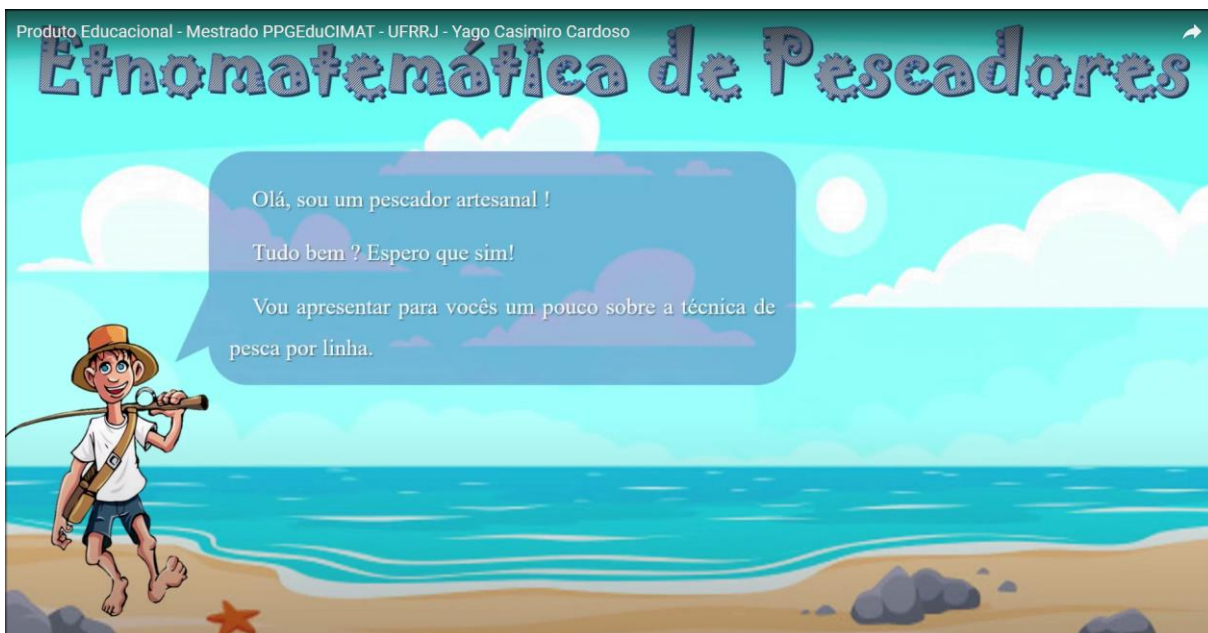 Produto Educacional - Mestrado PPGEduCIMAT - UFRRJ - Yago Casimiro Cardoso
Etnomatemática de Pescadores
Olá, sou um pescador artesanal !
Tudo bem ? Espero que sim!
Vou apresentar para vocês um pouco sobre a técnica de
pesca por linha.